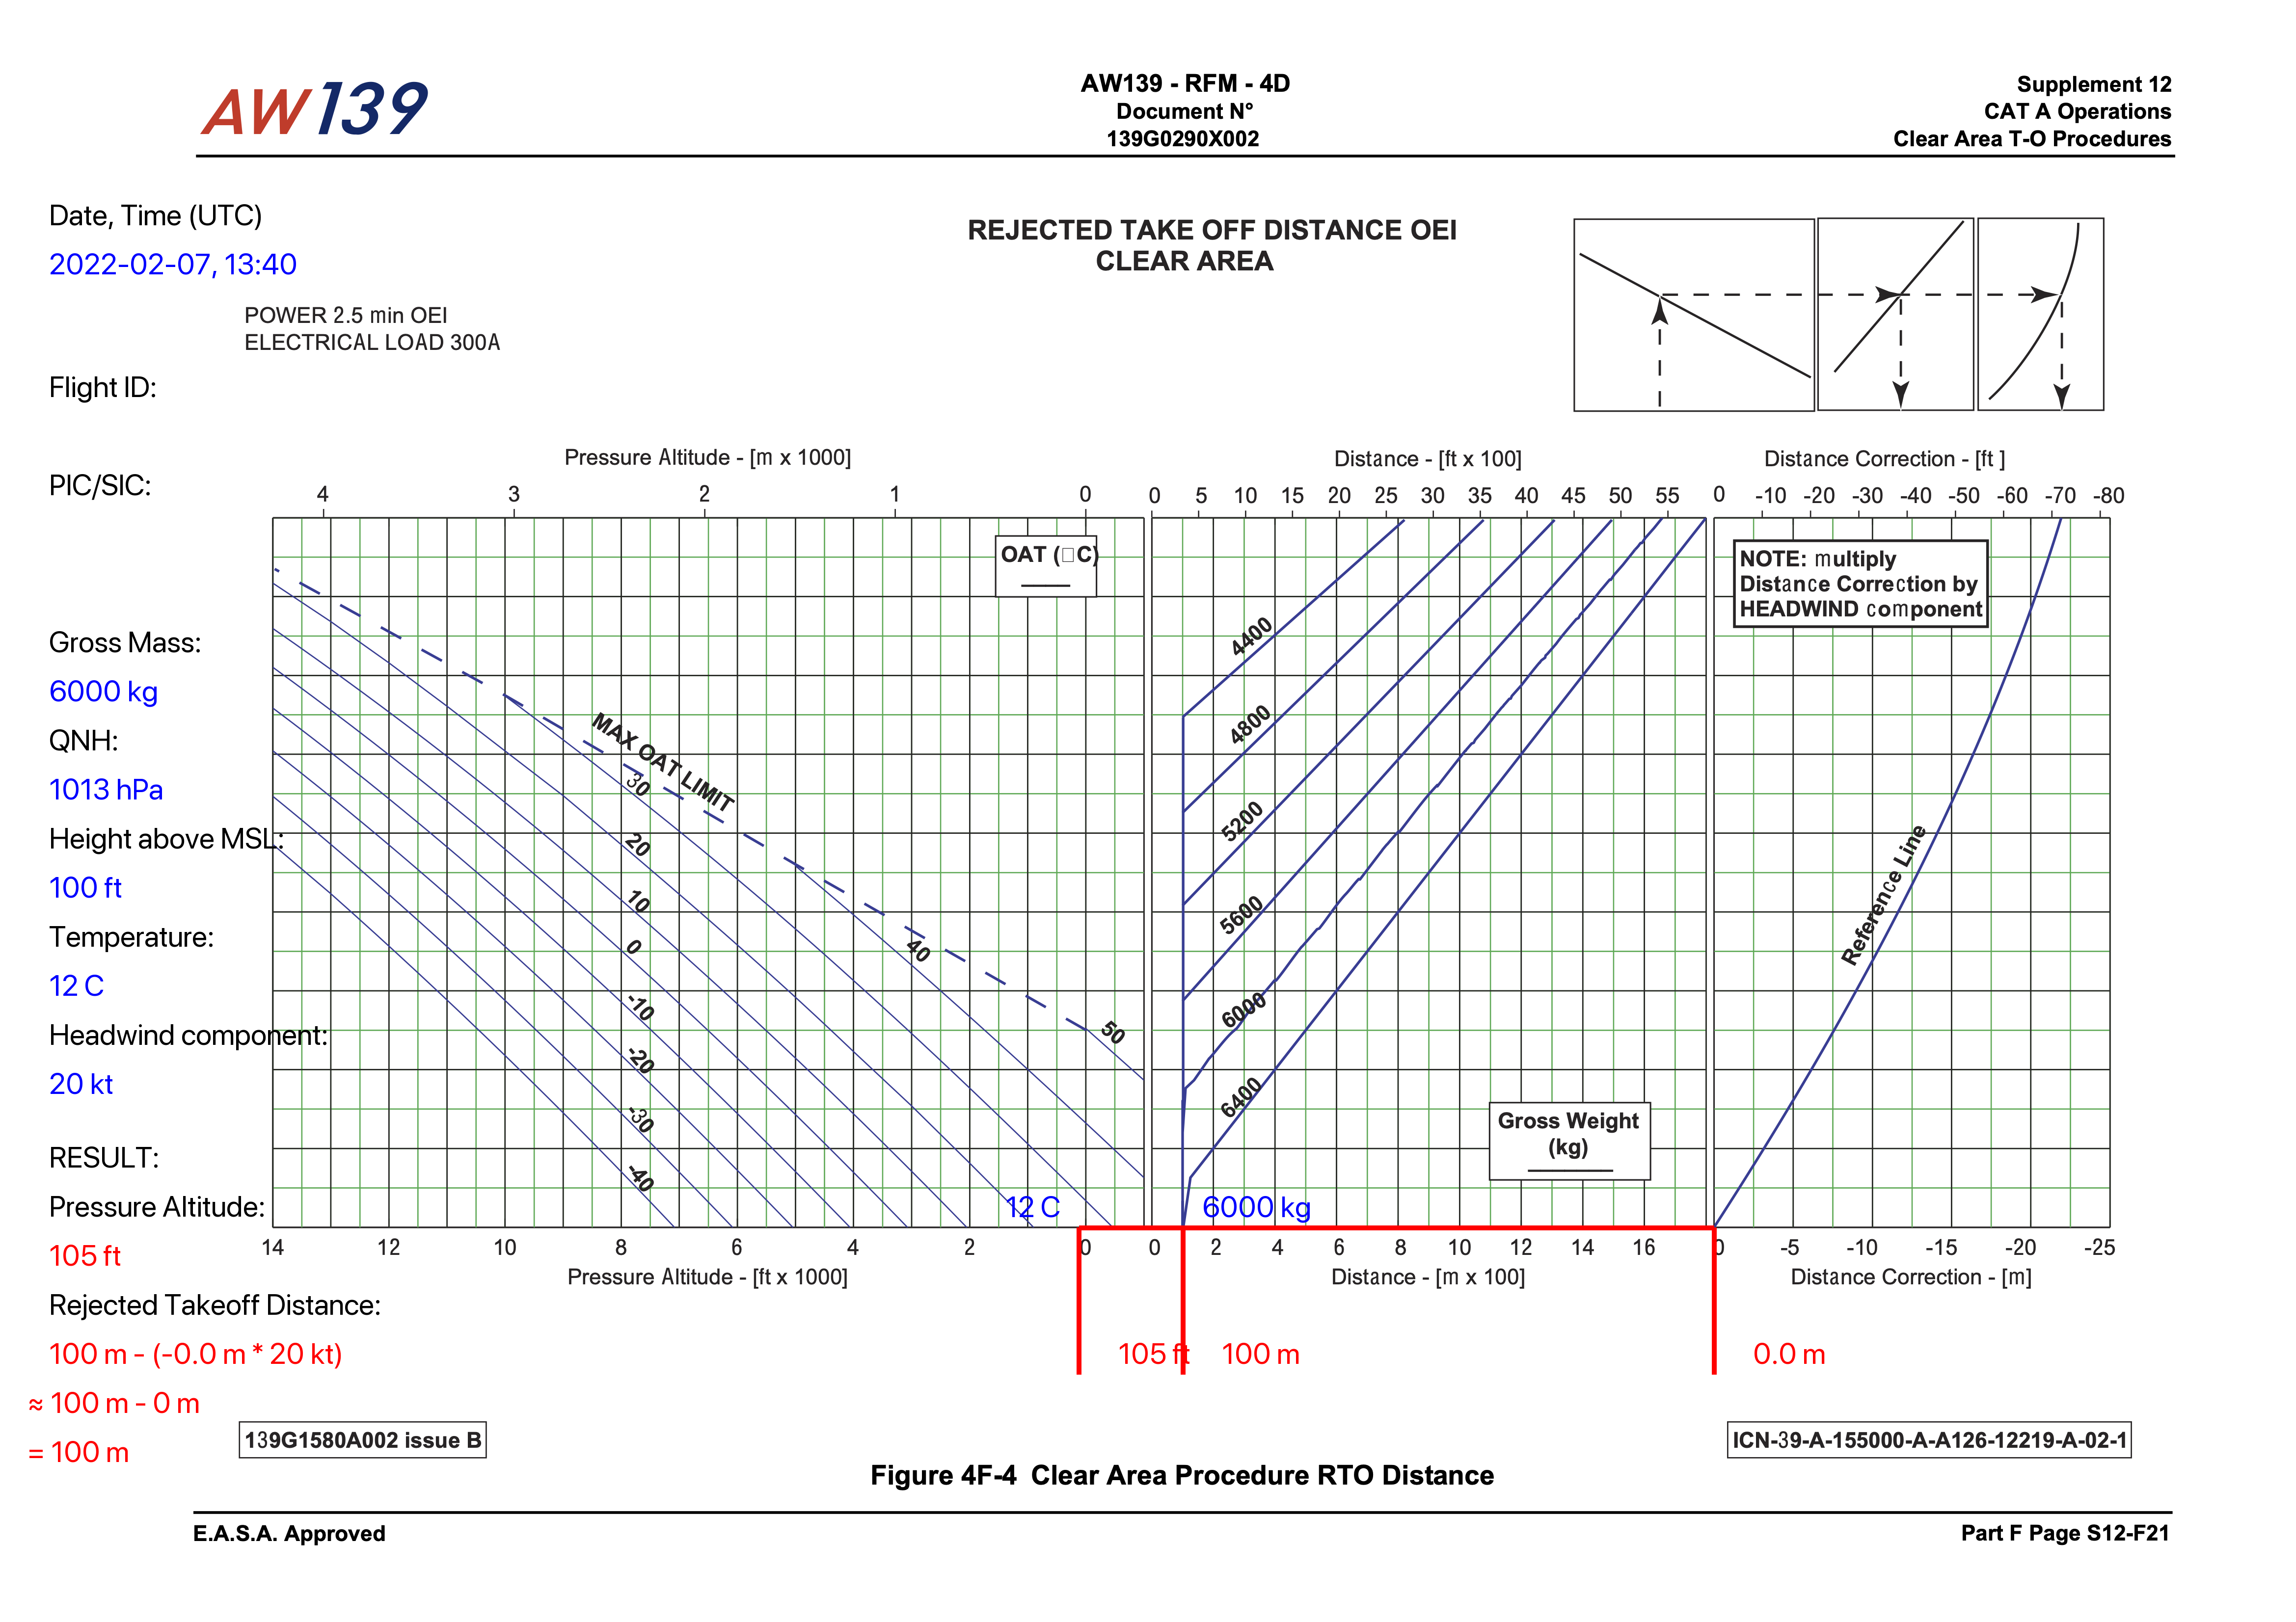 AW139
AW139 - RFM - 4D
Document N°
139G0290X002
Supplement 12
CAT A Operations
Clear Area T-O Procedures
Date, Time (UTC)
2022-02-07, 13:40
REJECTED TAKE OFF DISTANCE OEI
CLEAR AREA
POWER 2.5 min OEI
ELECTRICAL LOAD 300A
Flight ID:
PIC/SIC:
Pressure Altitude - [m x 1000]
4 3 2 1 0
Distance - [ft x 100]
0 5 10 15 20 25 30 35 40 45 50 55
Distance Correction - [ft ]
0 -10 -20 -30 -40 -50 -60 -70 -80
OAT (□C)
NOTE: multiply
Distance Correction by
HEADWIND component
MAX OAT LIMIT
30
20
10
0
-10
-20
-30
-40
40
50
4400
4800
5200
5600
6000
6400
Reference Line
Gross Weight
(kg)
Gross Mass:
6000 kg
QNH:
1013 hPa
Height above MSL:
100 ft
Temperature:
12 C
Headwind component:
20 kt
RESULT:
Pressure Altitude:
105 ft
Rejected Takeoff Distance:
100 m - (-0.0 m * 20 kt)
≈ 100 m - 0 m
= 100 m
12 C
6000 kg
14 12 10 8 6 4 2 0
Pressure Altitude - [ft x 1000]
0 2 4 6 8 10 12 14 16
Distance - [m x 100]
0 -5 -10 -15 -20 -25
Distance Correction - [m]
105 ft
100 m
0.0 m
139G1580A002 issue B
ICN-39-A-155000-A-A126-12219-A-02-1
Figure 4F-4 Clear Area Procedure RTO Distance
E.A.S.A. Approved
Part F Page S12-F21